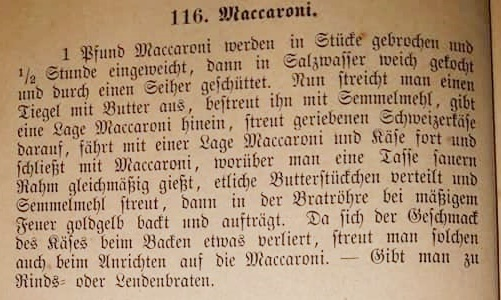 116. Maccaroni.
1 Pfund Maccaroni werden in Stücke gebrochen und
1/2 Stunde eingeweicht, dann in Salzwasser weich gekocht
und durch einen Seiher geschüttet. Nun streicht man einen
Tiegel mit Butter aus, bestreut ihn mit Semmelmehl, gibt
eine Lage Maccaroni hinein, streut geriebenen Schweizerkäse
darauf, fährt mit einer Lage Maccaroni und Käse fort und
schließt mit Maccaroni, worüber man eine Tasse sauern
Rahm gleichmäßig gießt, etliche Butterstückchen verteilt und
Semmelmehl streut, dann in der Bratröhre bei mäßigem
Feuer goldgelb backt und aufträgt. Da sich der Geschmack
des Käses beim Backen etwas verliert, streut man solchen
auch beim Anrichten auf die Maccaroni. — Gibt man zu
Rinds- oder Lendenbraten.